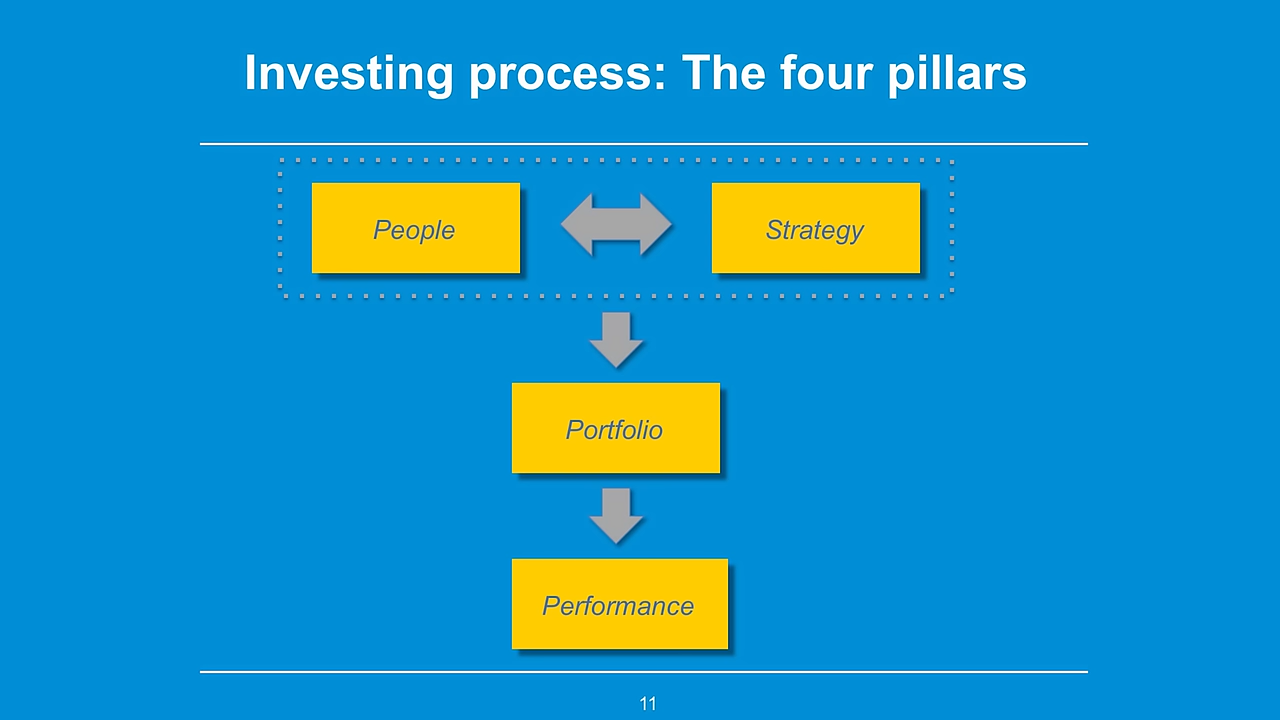 Investing process: The four pillars
People
Strategy
Portfolio
Performance
11